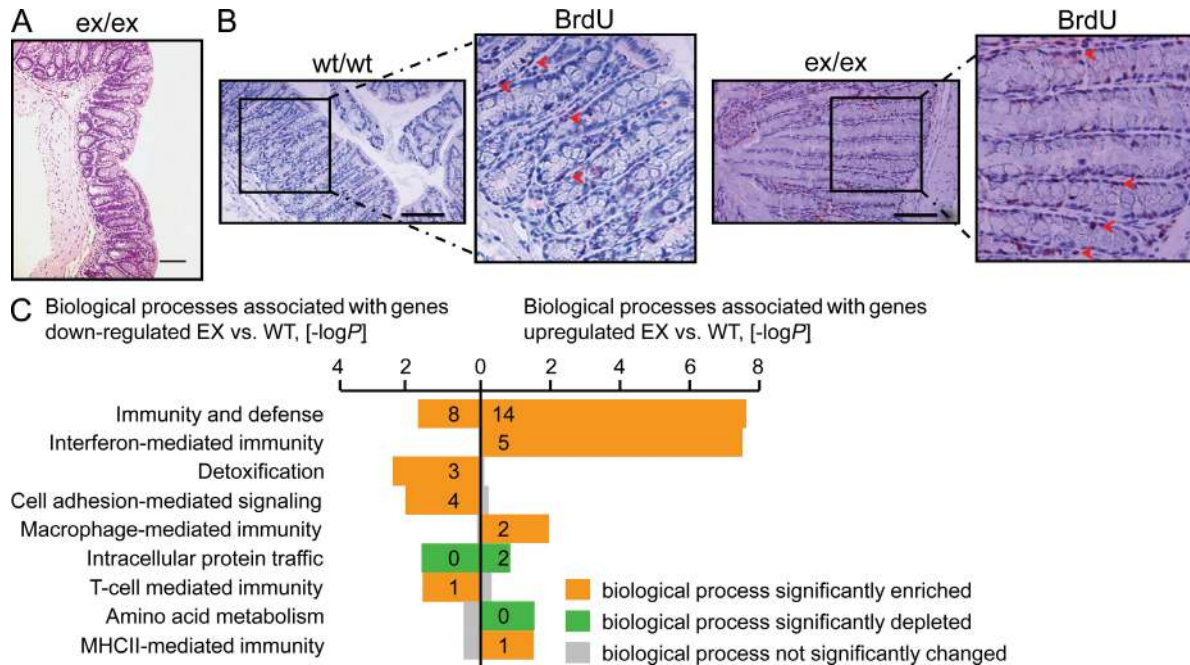 A
ex/ex
B
BrdU
wt/wt
ex/ex
BrdU
C
Biological processes associated with genes
down-regulated EX vs. WT, [-logP]
Biological processes associated with genes
upregulated EX vs. WT, [-logP]
4 2 0 2 4 6 8
Immunity and defense 8 14
Interferon-mediated immunity 5
Detoxification 3
Cell adhesion-mediated signaling 4
Macrophage-mediated immunity 2
Intracellular protein traffic 0 2
T-cell mediated immunity 1
Amino acid metabolism 0
MHCII-mediated immunity 1
biological process significantly enriched
biological process significantly depleted
biological process not significantly changed